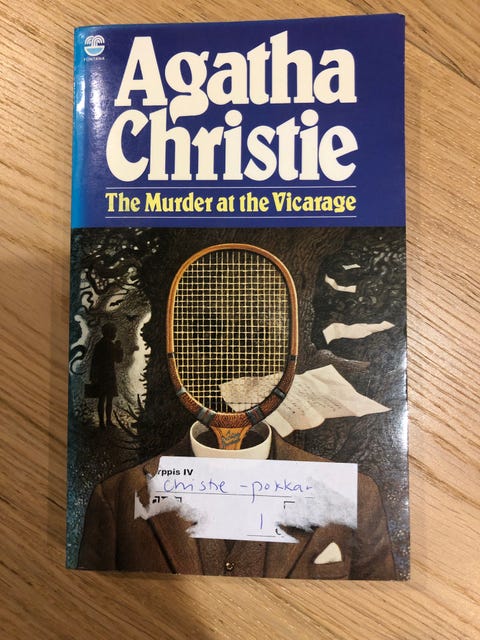 FONTANA
Agatha
Christie
The Murder at the Vicarage
rppis IV
Christie - pokkar
1